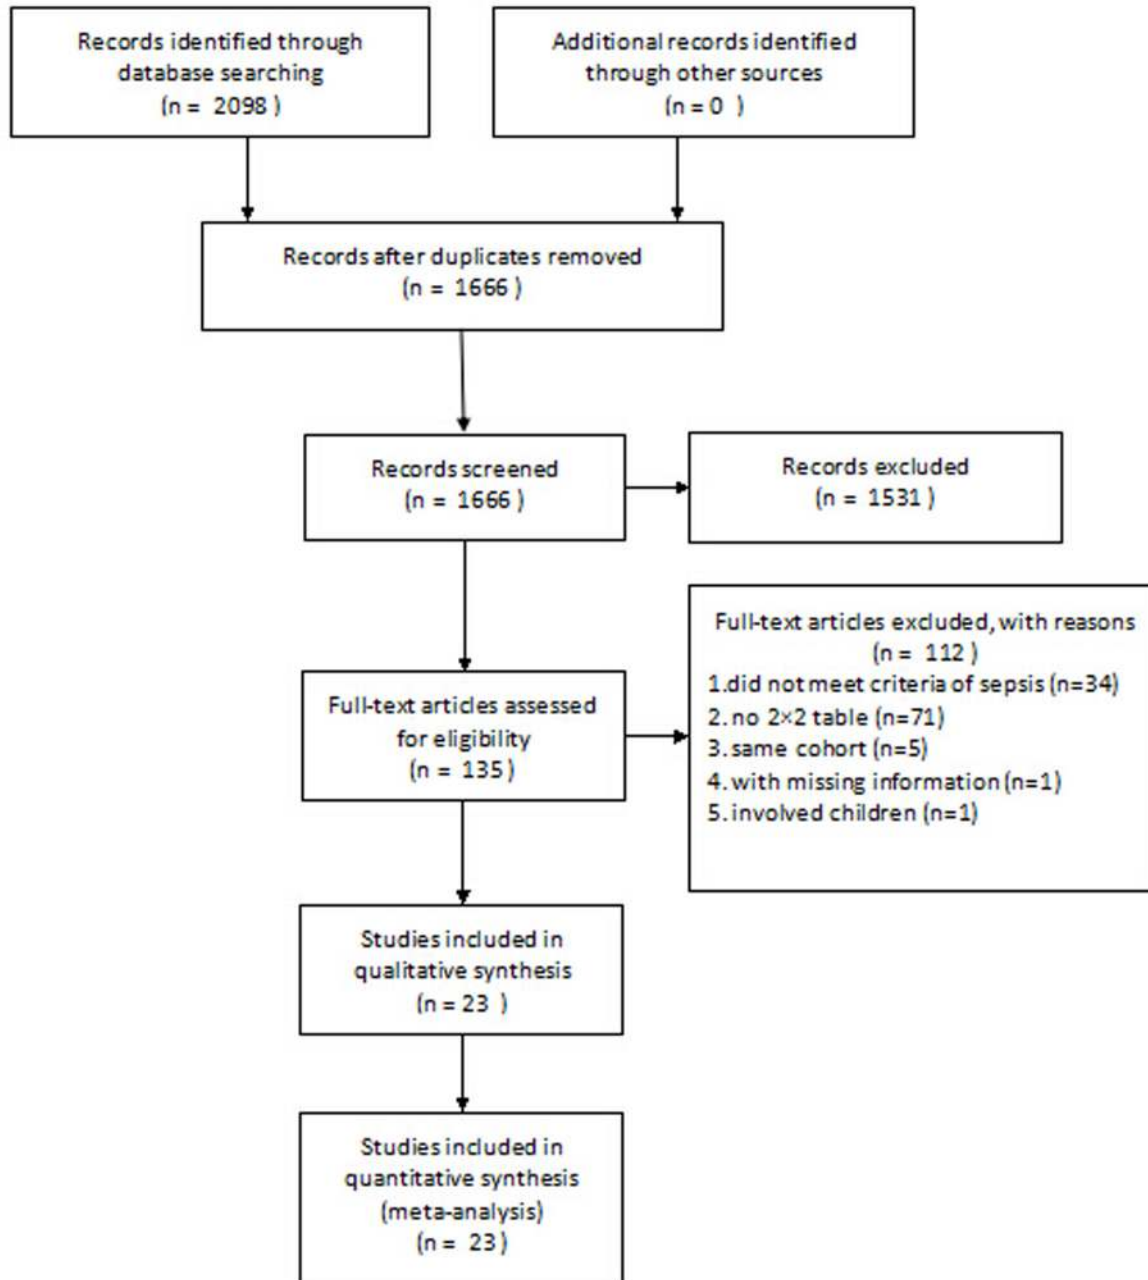 Records identified through
database searching
(n = 2098 )
Additional records identified
through other sources
(n = 0 )
Records after duplicates removed
(n = 1666 )
Records screened
(n = 1666 )
Records excluded
(n = 1531 )
Full-text articles assessed
for eligibility
(n = 135 )
Full-text articles excluded, with reasons
(n = 112 )
1.did not meet criteria of sepsis (n=34)
2. no 2×2 table (n=71)
3. same cohort (n=5)
4. with missing information (n=1)
5. involved children (n=1)
Studies included in
qualitative synthesis
(n = 23 )
Studies included in
quantitative synthesis
(meta-analysis)
(n = 23 )